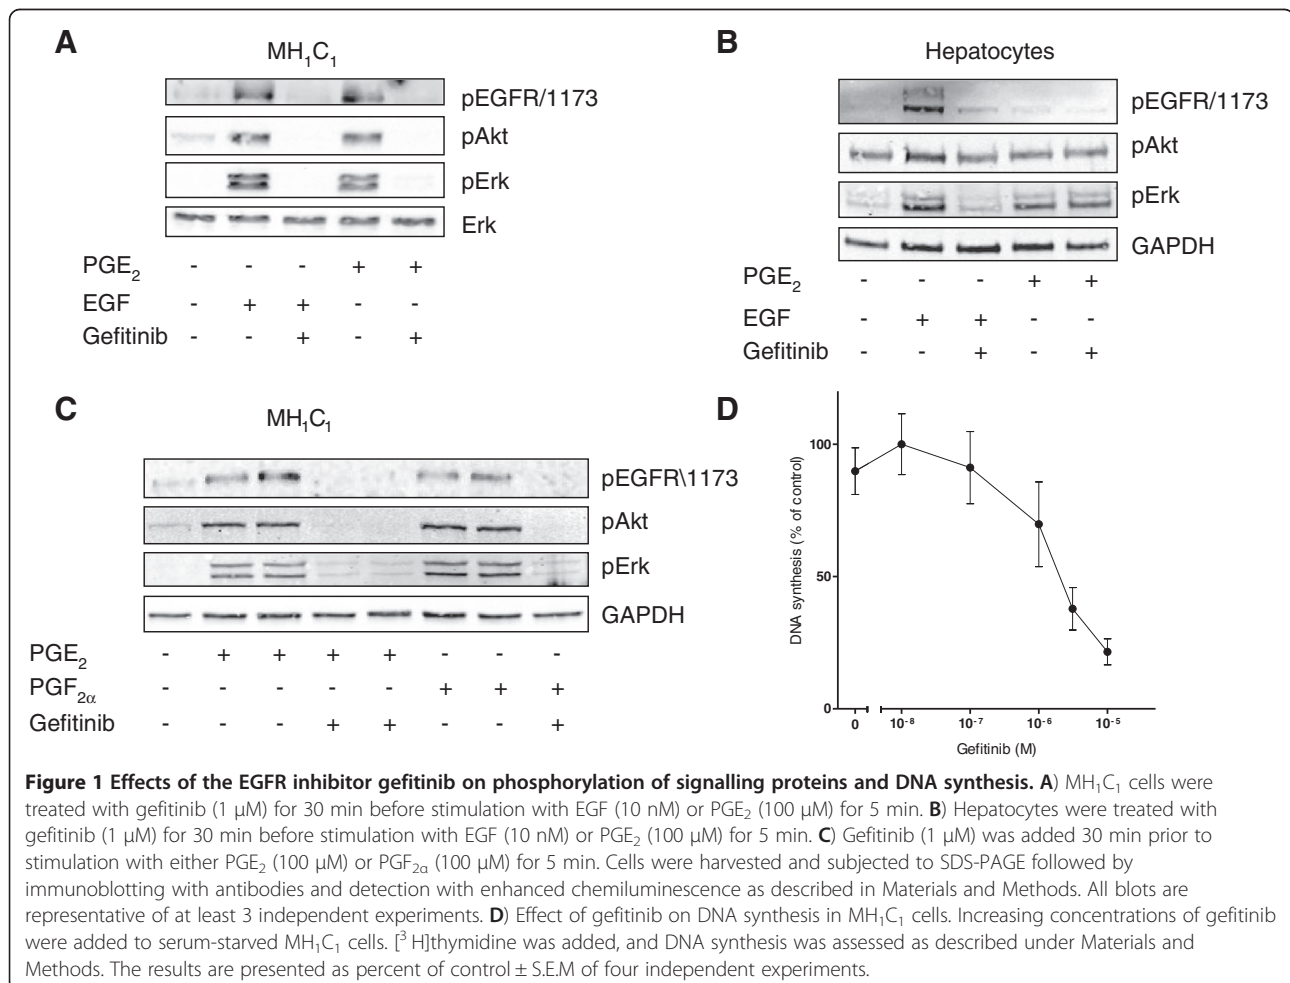 A
MH₁C₁
pEGFR/1173
pAkt
pErk
Erk
PGE₂ - - - + +
EGF - + + - -
Gefitinib - - + - +
B
Hepatocytes
pEGFR/1173
pAkt
pErk
GAPDH
PGE₂ - - - + +
EGF - + + - -
Gefitinib - - + - +
C
MH₁C₁
pEGFR\1173
pAkt
pErk
GAPDH
PGE₂ - + + + + - - -
PGF₂α - - - - - + + +
Gefitinib - - - + + - - +
D
DNA synthesis (% of control)
100
50
0
0 10⁻⁸ 10⁻⁷ 10⁻⁶ 10⁻⁵
Gefitinib (M)
Figure 1 Effects of the EGFR inhibitor gefitinib on phosphorylation of signalling proteins and DNA synthesis. A) MH₁C₁ cells were
treated with gefitinib (1 μM) for 30 min before stimulation with EGF (10 nM) or PGE₂ (100 μM) for 5 min. B) Hepatocytes were treated with
gefitinib (1 μM) for 30 min before stimulation with EGF (10 nM) or PGE₂ (100 μM) for 5 min. C) Gefitinib (1 μM) was added 30 min prior to
stimulation with either PGE₂ (100 μM) or PGF₂α (100 μM) for 5 min. Cells were harvested and subjected to SDS-PAGE followed by
immunoblotting with antibodies and detection with enhanced chemiluminescence as described in Materials and Methods. All blots are
representative of at least 3 independent experiments. D) Effect of gefitinib on DNA synthesis in MH₁C₁ cells. Increasing concentrations of gefitinib
were added to serum-starved MH₁C₁ cells. [³ H]thymidine was added, and DNA synthesis was assessed as described under Materials and
Methods. The results are presented as percent of control ± S.E.M of four independent experiments.